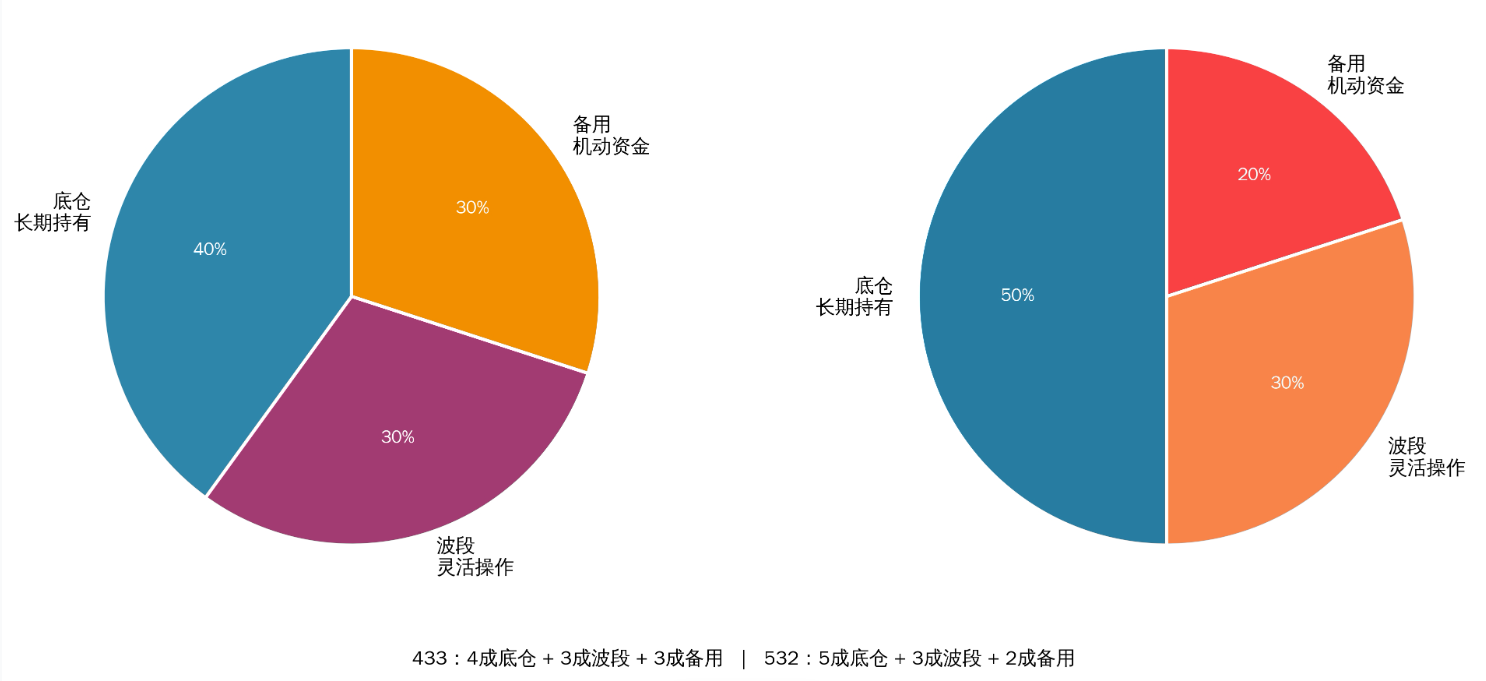 备用
机动资金
30%
底仓
长期持有
40%
30%
波段
灵活操作
备用
机动资金
20%
底仓
长期持有
50%
30%
波段
灵活操作
433：4成底仓 + 3成波段 + 3成备用 | 532：5成底仓 + 3成波段 + 2成备用